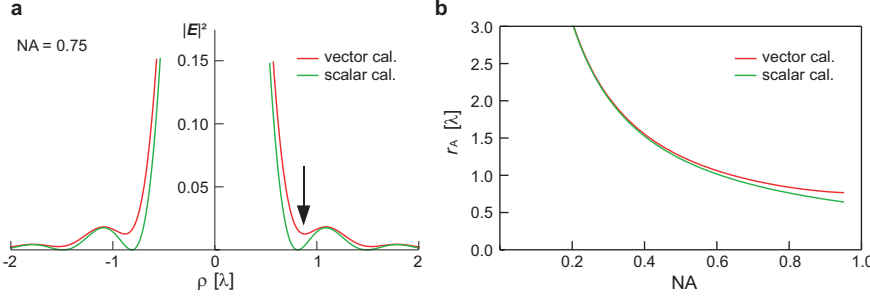 a
|E|²
NA = 0.75
vector cal.
scalar cal.
0.15
0.10
0.05
-2
-1
0
1
2
ρ [λ]
b
3.0
2.5
2.0
1.5
1.0
0.5
0.0
rA [λ]
vector cal.
scalar cal.
0.2
0.4
0.6
0.8
1.0
NA